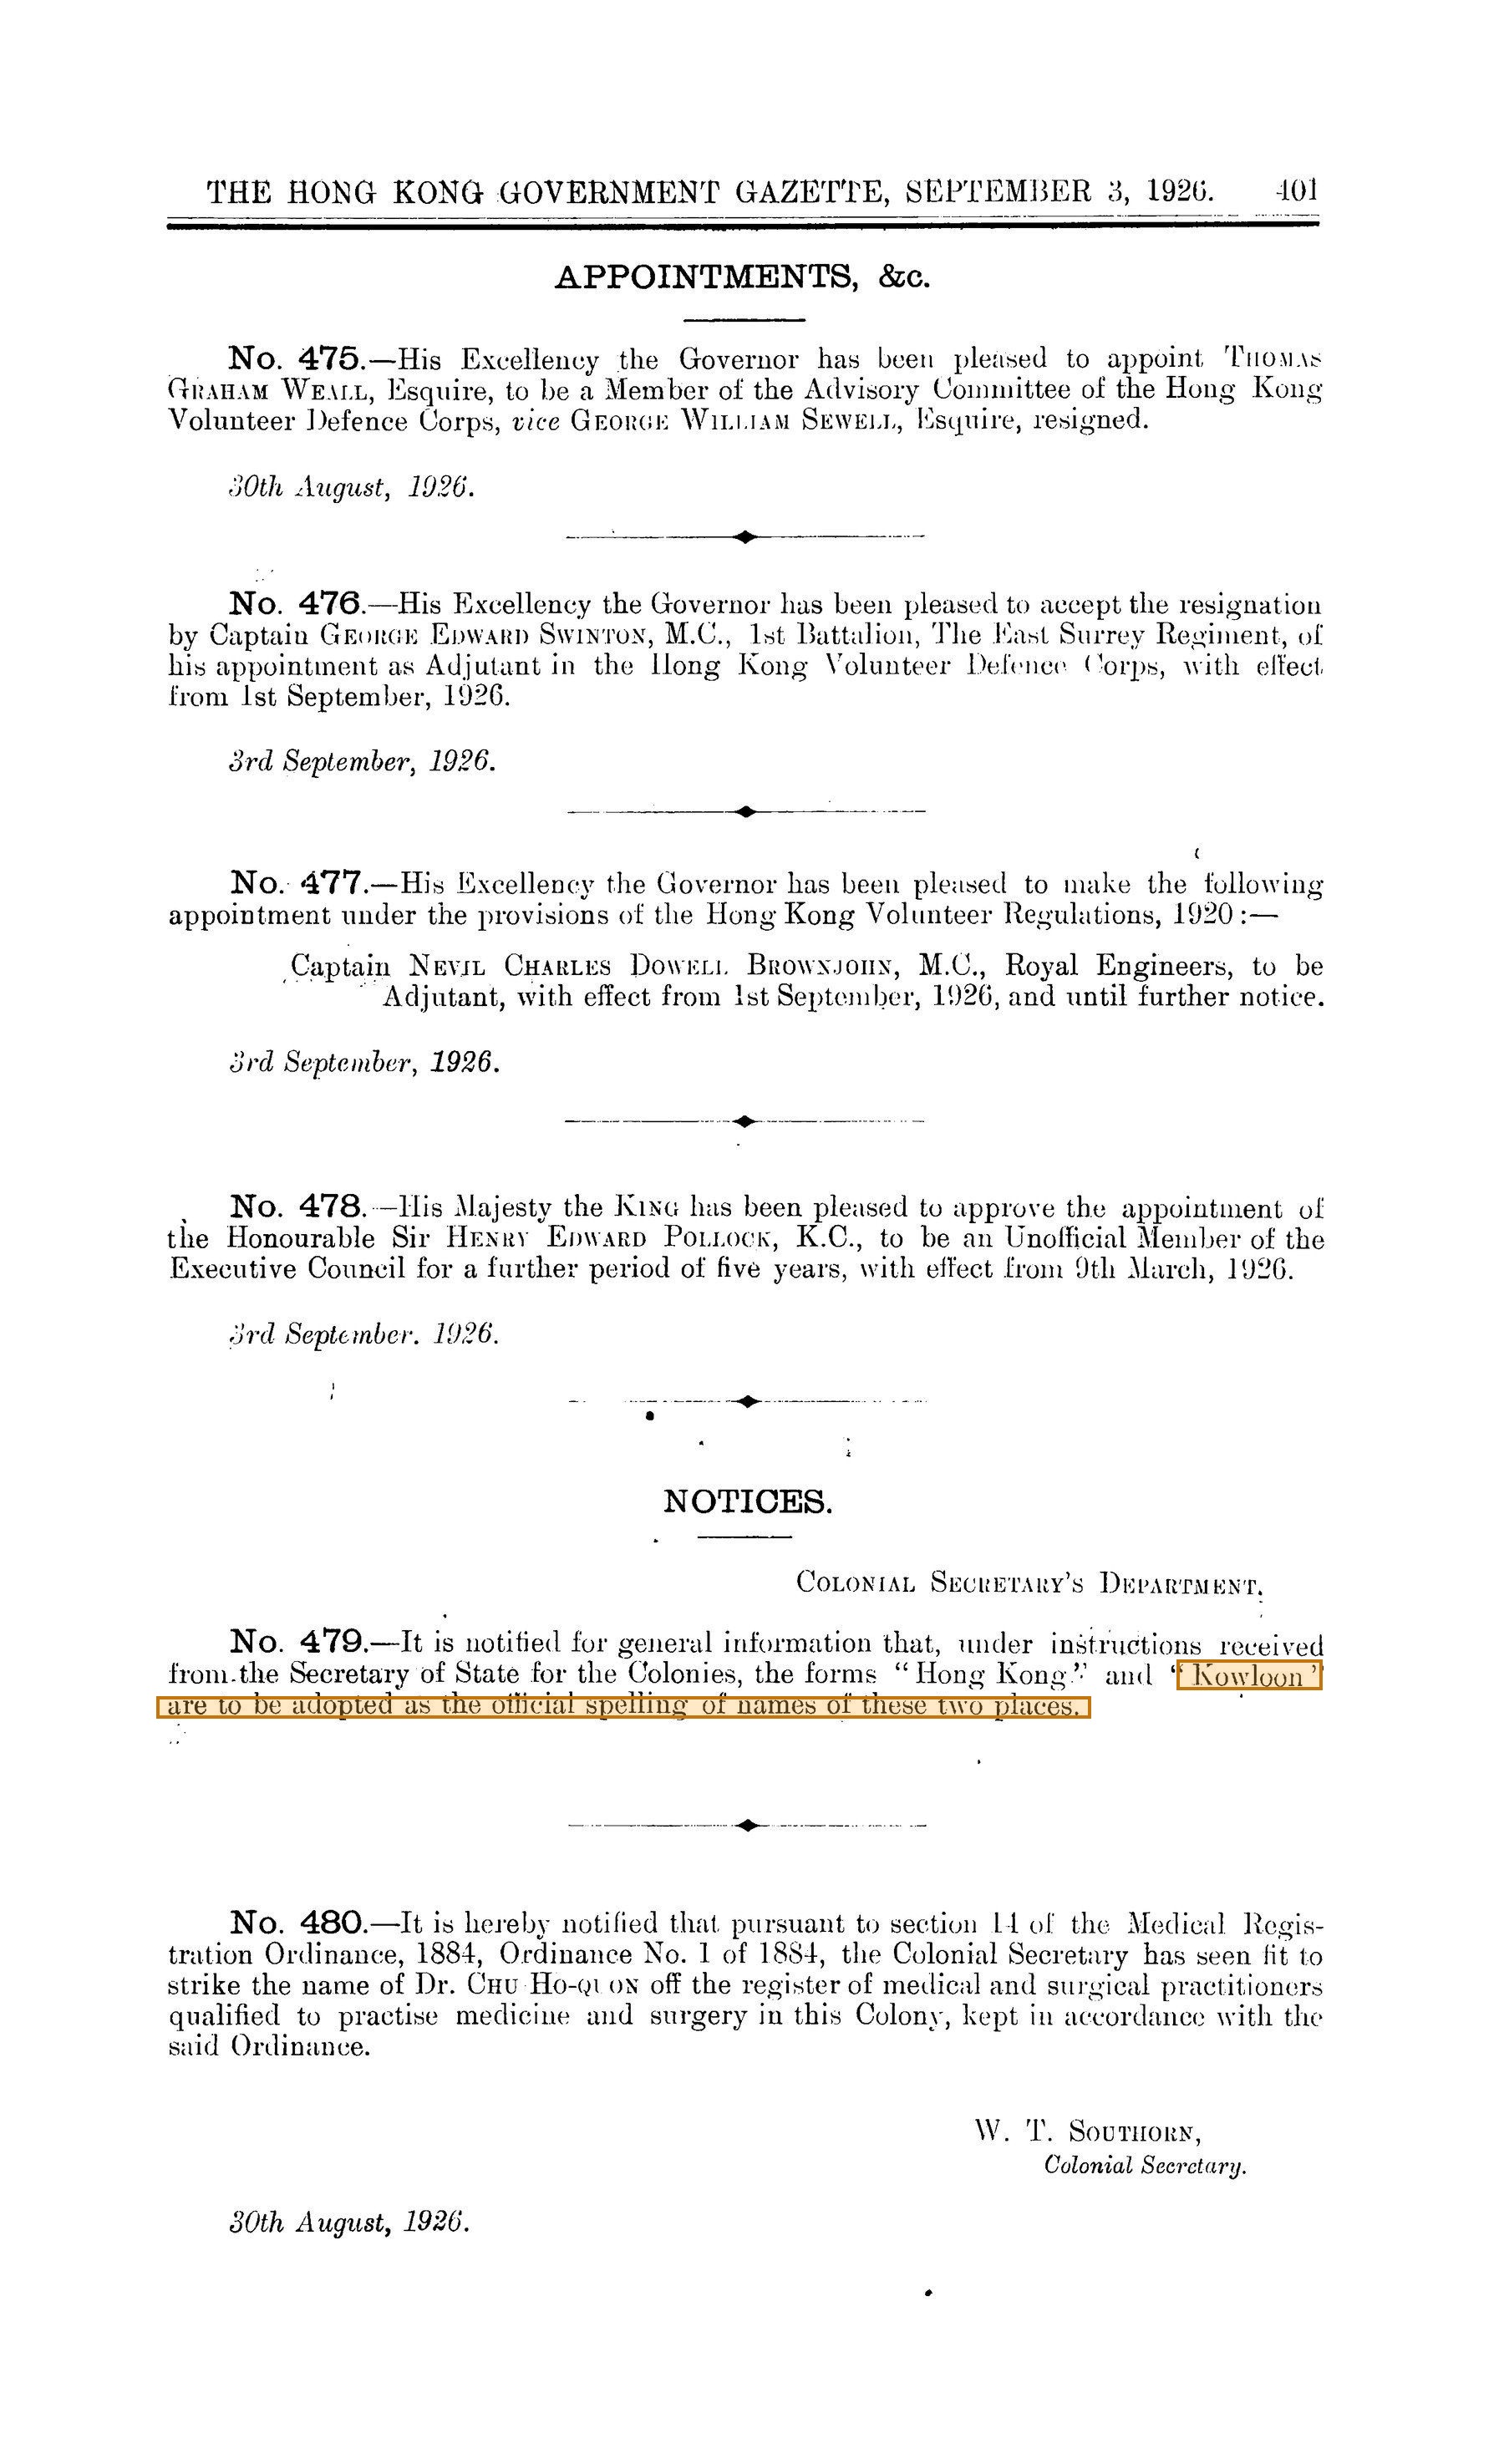 THE HONG KONG GOVERNMENT GAZETTE, SEPTEMBER 3, 1926. 401
APPOINTMENTS, &c.
No. 475.—His Excellency the Governor has been pleased to appoint THOMAS
GRAHAM WEALL, Esquire, to be a Member of the Advisory Committee of the Hong Kong
Volunteer Defence Corps, vice GEORGE WILLIAM SEWELL, Esquire, resigned.
30th August, 1926.
No. 476.—His Excellency the Governor has been pleased to accept the resignation
by Captain GEORGE EDWARD SWINTON, M.C., 1st Battalion, The East Surrey Regiment, of
his appointment as Adjutant in the Hong Kong Volunteer Defence Corps, with effect
from 1st September, 1926.
3rd September, 1926.
No. 477.—His Excellency the Governor has been pleased to make the following
appointment under the provisions of the Hong Kong Volunteer Regulations, 1920 :—
Captain NEVIL CHARLES DOWELL BROWNJOHN, M.C., Royal Engineers, to be
Adjutant, with effect from 1st September, 1926, and until further notice.
3rd September, 1926.
No. 478.—His Majesty the KING has been pleased to approve the appointment of
the Honourable Sir HENRY EDWARD POLLOCK, K.C., to be an Unofficial Member of the
Executive Council for a further period of five years, with effect from 9th March, 1926.
3rd September. 1926.
NOTICES.
COLONIAL SECRETARY'S DEPARTMENT.
No. 479.—It is notified for general information that, under instructions received
from the Secretary of State for the Colonies, the forms "Hong Kong" and "Kowloon"
are to be adopted as the official spelling of names of these two places.
No. 480.—It is hereby notified that pursuant to section 14 of the Medical Regis-
tration Ordinance, 1884, Ordinance No. 1 of 1884, the Colonial Secretary has seen fit to
strike the name of Dr. CHU off the register of medical and surgical practitioners
qualified to practise medicine and surgery in this Colony, kept in accordance with the
said Ordinance.
W. T. SOUTHORN,
Colonial Secretary.
30th August, 1926.